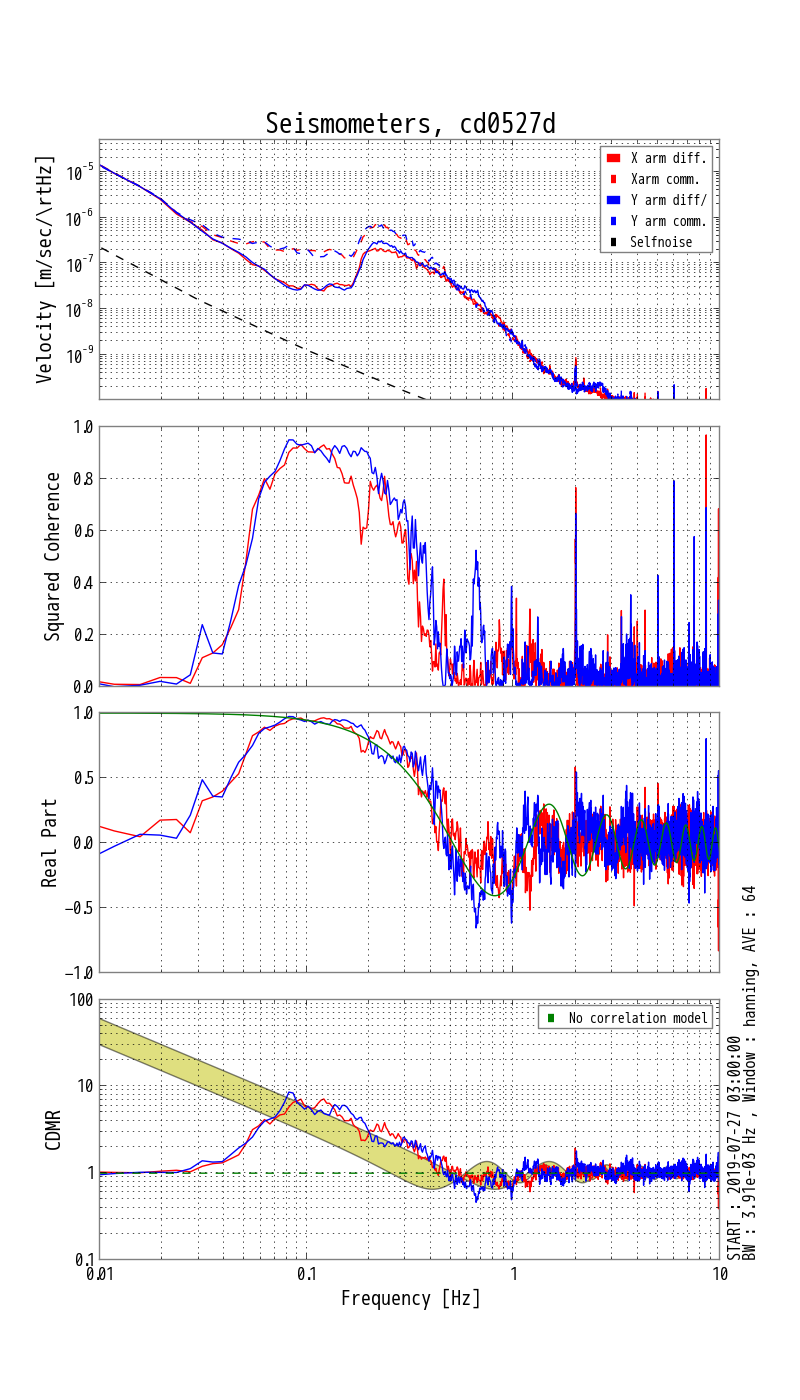 Seismometers, cd0527d
Velocity [m/sec/\rtHz]
10^-5
10^-6
10^-7
10^-8
10^-9
X arm diff.
Xarm comm.
Y arm diff/
Y arm comm.
Selfnoise
Squared Coherence
1.0
0.8
0.6
0.4
0.2
0.0
Real Part
1.0
0.5
0.0
−0.5
−1.0
CDMR
100
10
1
0.1
No correlation model
0.01
0.1
1
10
Frequency [Hz]
START : 2019-07-27 03:00:00
BW : 3.91e-03 Hz , Window : hanning, AVE : 64